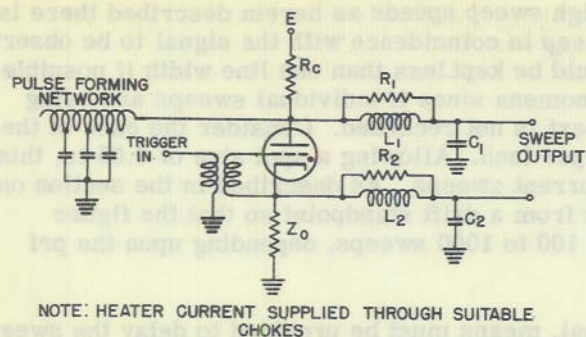 E
Rc
R1
PULSE FORMING
NETWORK
TRIGGER
IN
L1
C1
SWEEP
OUTPUT
R2
L2
C2
Zo
NOTE: HEATER CURRENT SUPPLIED THROUGH SUITABLE
CHOKES